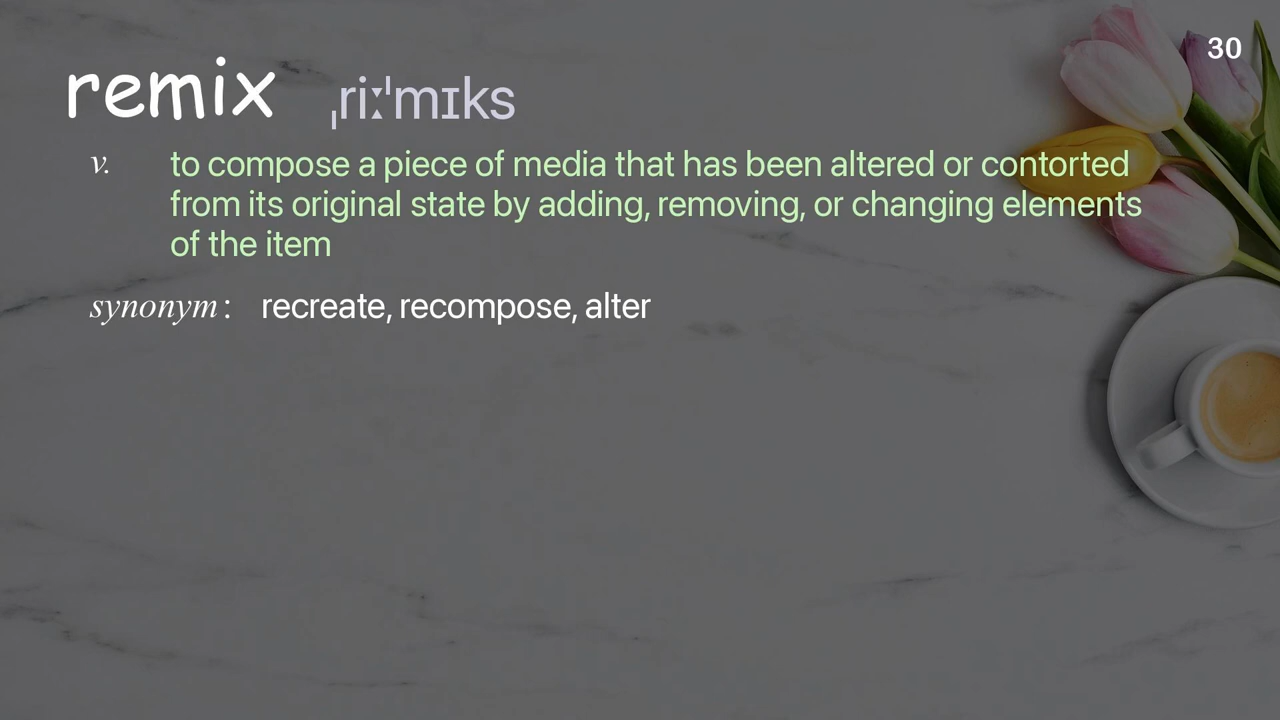 30
remix ˌriːˈmɪks
v. to compose a piece of media that has been altered or contorted
from its original state by adding, removing, or changing elements
of the item
synonym : recreate, recompose, alter